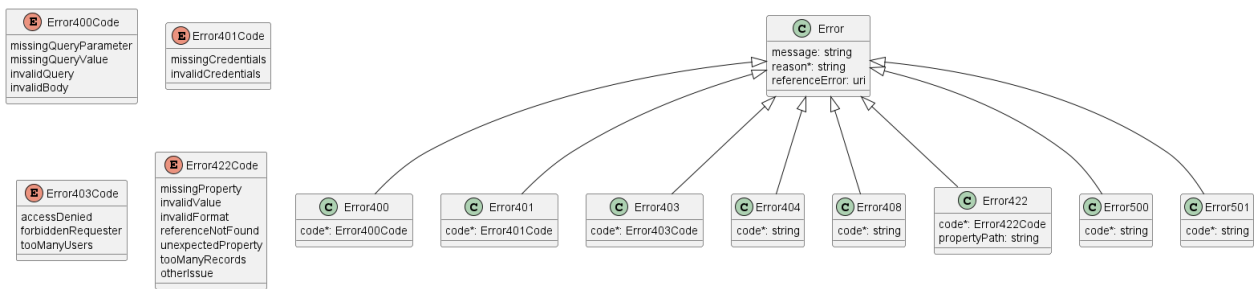 E Error400Code
missingQueryParameter
missingQueryValue
invalidQuery
invalidBody
E Error401Code
missingCredentials
invalidCredentials
C Error
message: string
reason*: string
referenceError: uri
E Error403Code
accessDenied
forbiddenRequester
tooManyUsers
E Error422Code
missingProperty
invalidValue
invalidFormat
referenceNotFound
unexpectedProperty
tooManyRecords
otherIssue
C Error400
code*: Error400Code
C Error401
code*: Error401Code
C Error403
code*: Error403Code
C Error404
code*: string
C Error408
code*: string
C Error422
code*: Error422Code
propertyPath: string
C Error500
code*: string
C Error501
code*: string